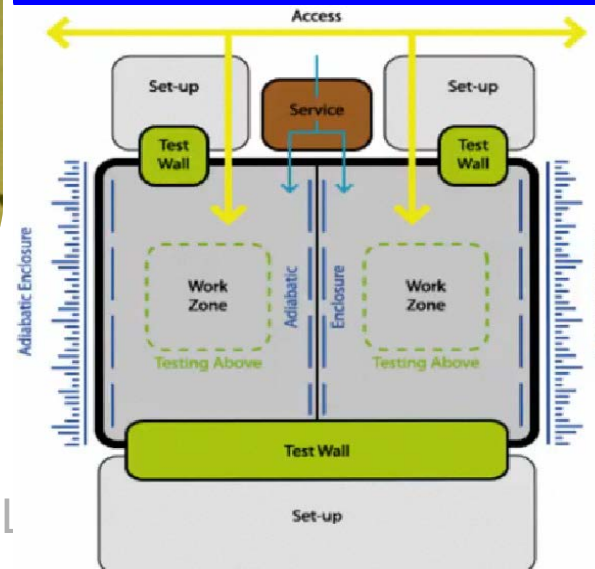 Access
Set-up
Set-up
Service
Test
Wall
Test
Wall
Adiabatic Enclosure
Adiabatic
Enclosure
Work
Zone
Work
Zone
Testing Above
Testing Above
Test Wall
Set-up